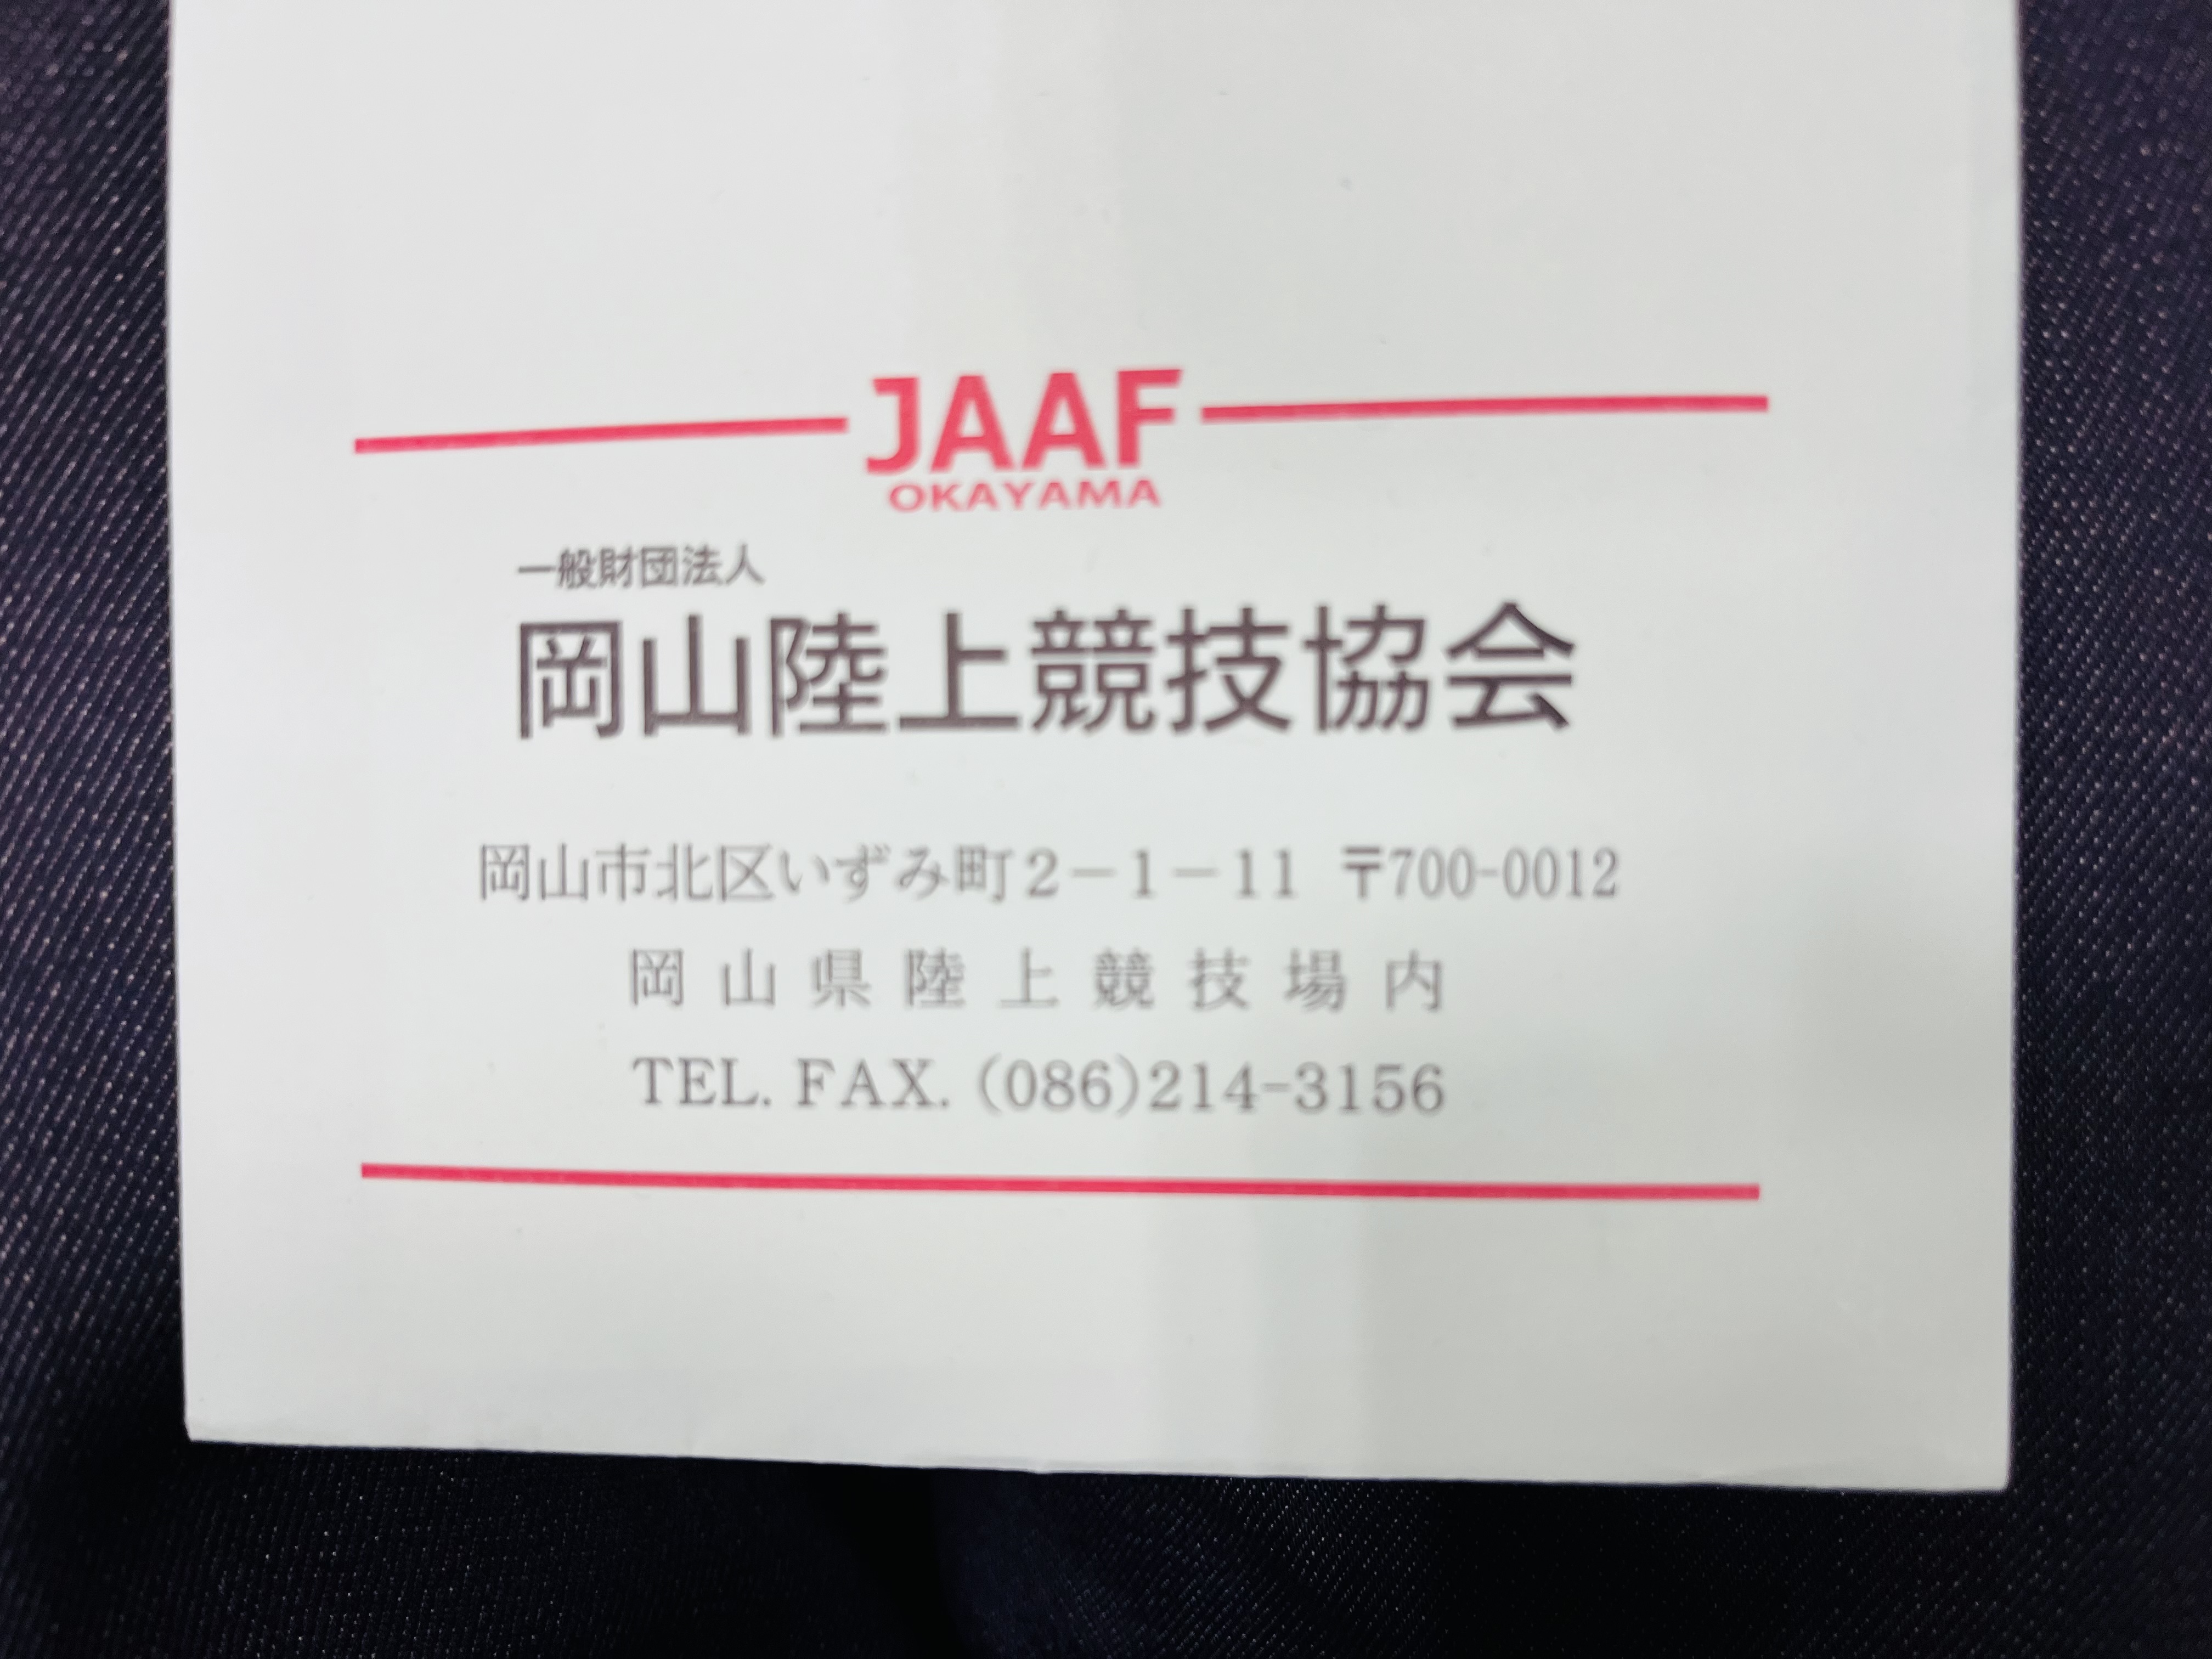 JAAF
OKAYAMA
一般財団法人
岡山陸上競技協会
岡山市北区いずみ町2-1-11 〒700-0012
岡山県陸上競技場内
TEL. FAX. (086)214-3156